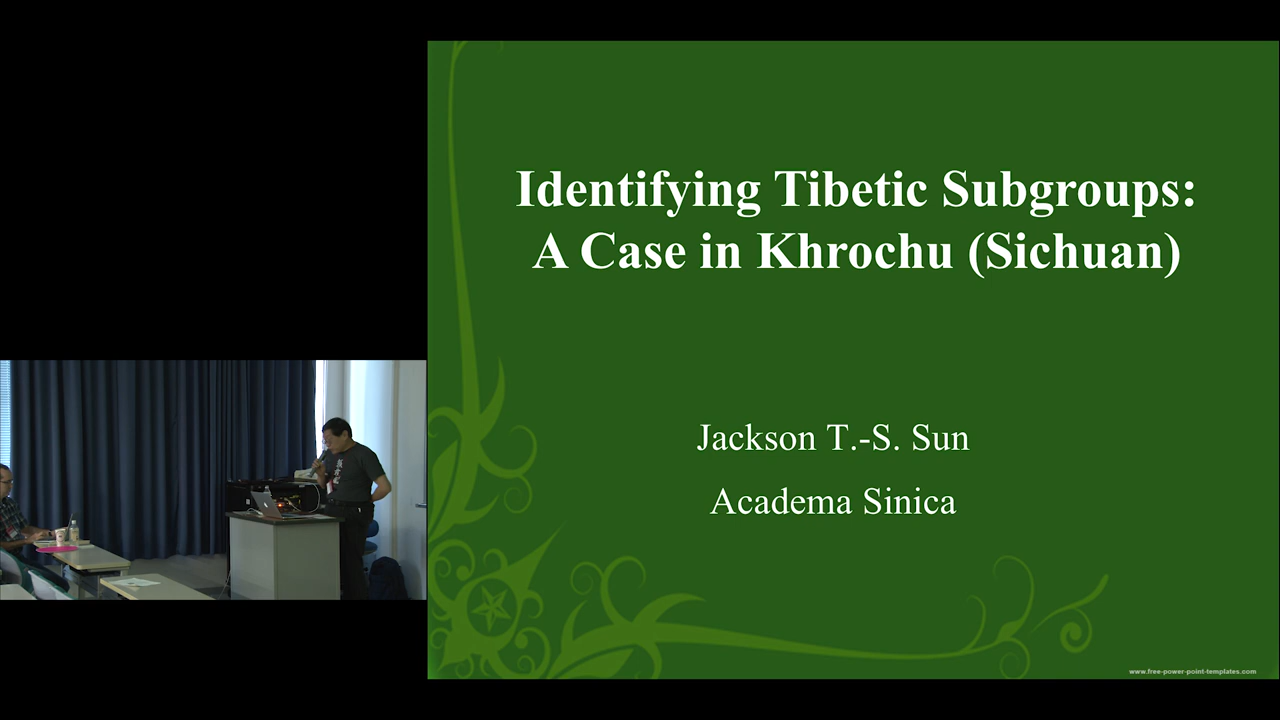 Identifying Tibetic Subgroups:
A Case in Khrochu (Sichuan)
Jackson T.-S. Sun
Academa Sinica
www.free-power-point-templates.com